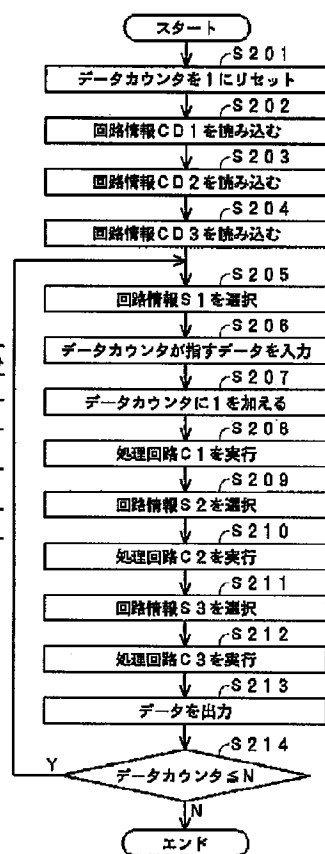 スタート
S201
データカウンタを1にリセット
S202
回路情報CD1を読み込む
S203
回路情報CD2を読み込む
S204
回路情報CD3を読み込む
S205
回路情報S1を選択
S206
データカウンタが指すデータを入力
S207
データカウンタに1を加える
S208
処理回路C1を実行
S209
回路情報S2を選択
S210
処理回路C2を実行
S211
回路情報S3を選択
S212
処理回路C3を実行
S213
データを出力
S214
Y
データカウンタ≦N
N
エンド